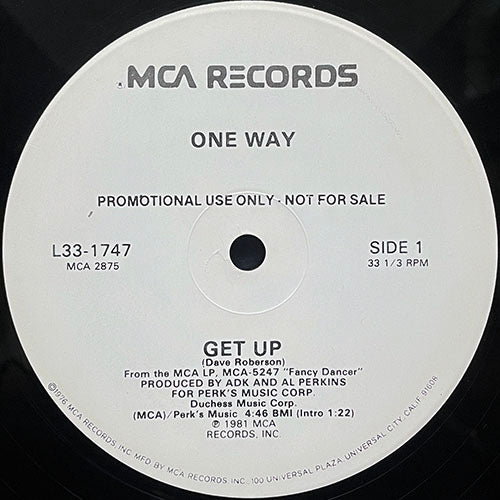 MCA RECORDS
ONE WAY
PROMOTIONAL USE ONLY - NOT FOR SALE
L33-1747
MCA 2875
SIDE 1
33 1/3 RPM
GET UP
(Dave Roberson)
From the MCA LP, MCA-5247 "Fancy Dancer"
PRODUCED BY ADK AND AL PERKINS
FOR PERK'S MUSIC CORP.
Duchess Music Corp.
(MCA)/Perk's Music 4:46 BMI (Intro 1:22)
℗ 1981 MCA
RECORDS, INC.
©1976 MCA RECORDS INC. MFD BY MCA RECORDS INC. 100 UNIVERSAL PLAZA UNIVERSAL CITY, CALIF. 91608